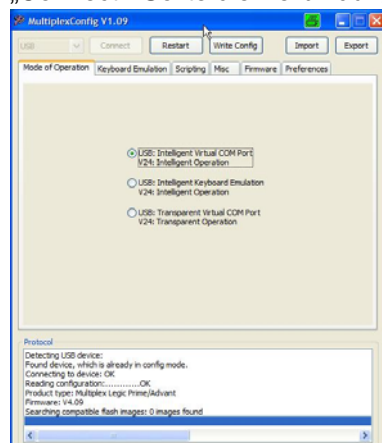 MultiplexConfig V1.09
USB Connect Restart Write Config Import Export
Mode of Operation Keyboard Emulation Scripting Misc Firmware Preferences
USB: Intelligent Virtual COM Port
V24: Intelligent Operation
USB: Intelligent Keyboard Emulation
V24: Intelligent Operation
USB: Transparent Virtual COM Port
V24: Transparent Operation
Protocol
Detecting USB device:
Found device, which is already in config mode.
Connecting to device: OK
Reading configuration:............OK
Product type: Multiplex Legic Prime/Advant
Firmware: V4.09
Searching compatible flash images: 0 images found